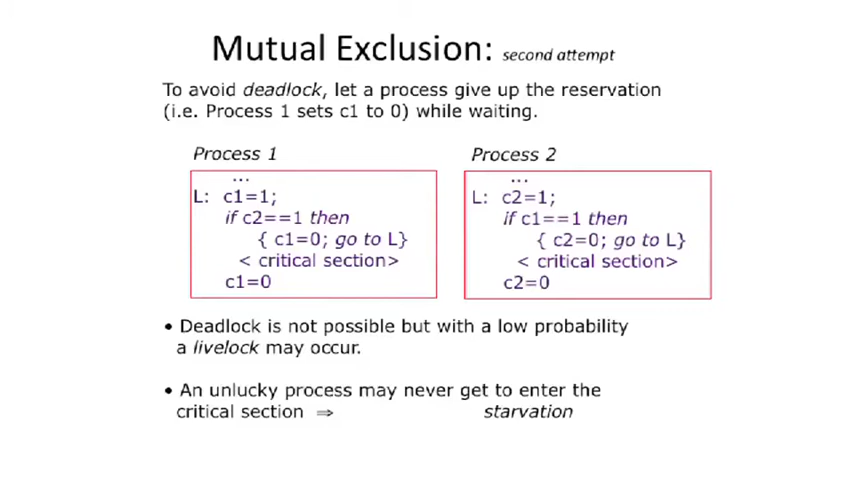 Mutual Exclusion: second attempt
To avoid deadlock, let a process give up the reservation
(i.e. Process 1 sets c1 to 0) while waiting.
Process 1
...
L: c1=1;
if c2==1 then
{ c1=0; go to L}
< critical section>
c1=0
Process 2
...
L: c2=1;
if c1==1 then
{ c2=0; go to L}
< critical section>
c2=0
• Deadlock is not possible but with a low probability
a livelock may occur.
• An unlucky process may never get to enter the
critical section ⇒ starvation